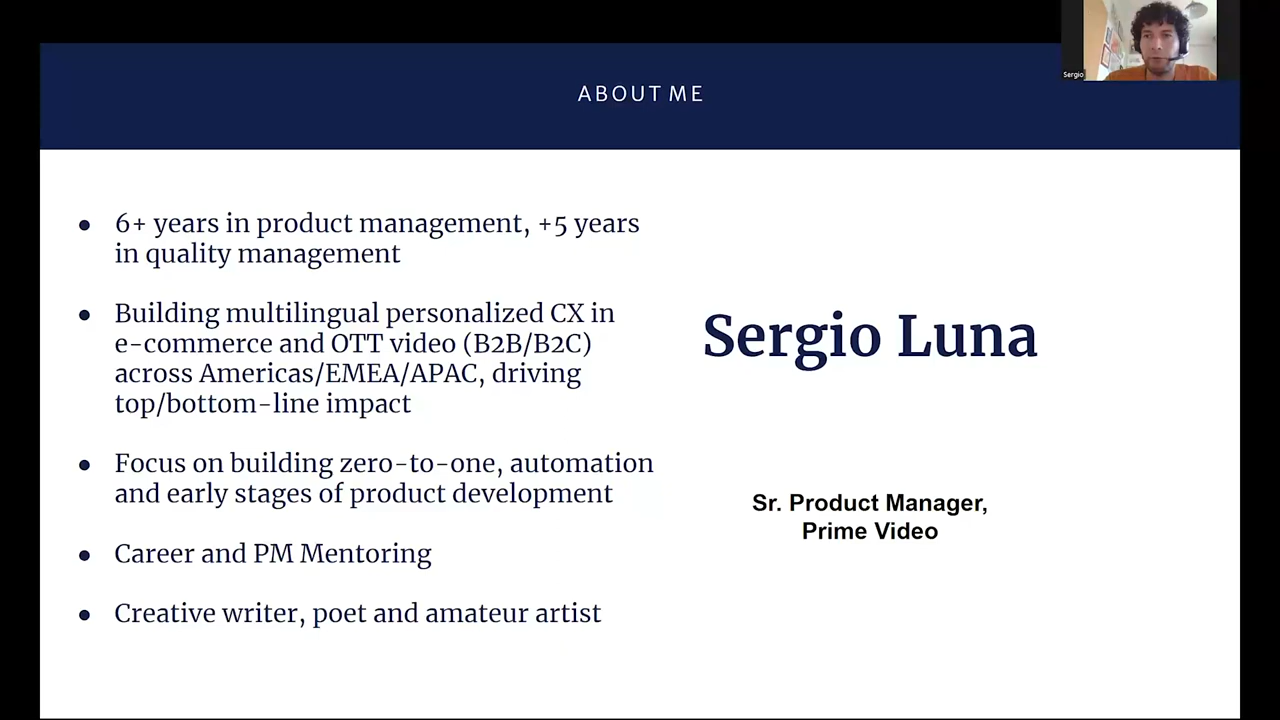 Sergio
ABOUT ME
● 6+ years in product management, +5 years
in quality management
● Building multilingual personalized CX in
e-commerce and OTT video (B2B/B2C)
across Americas/EMEA/APAC, driving
top/bottom-line impact
● Focus on building zero-to-one, automation
and early stages of product development
● Career and PM Mentoring
● Creative writer, poet and amateur artist
Sergio Luna
Sr. Product Manager,
Prime Video